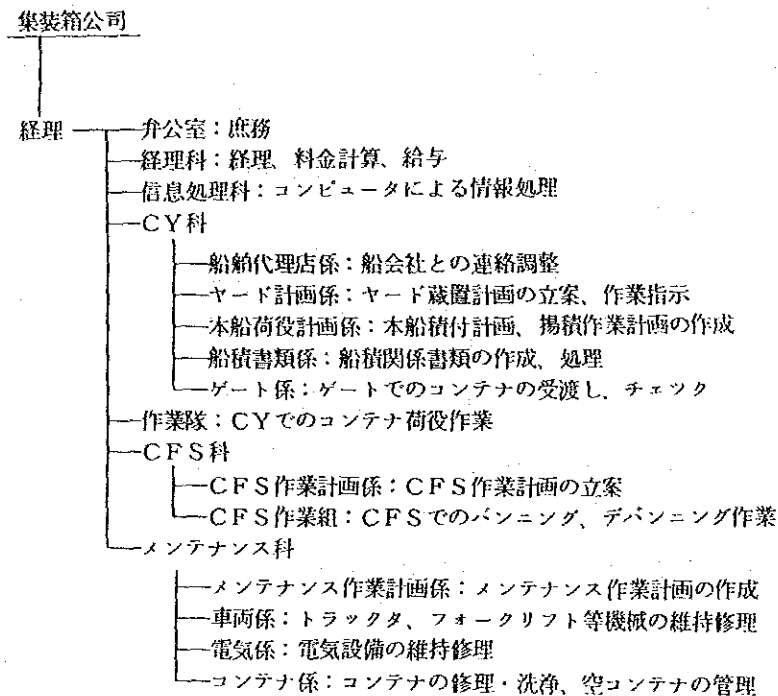 集装箱公司
経理
弁公室：庶務
経理科：経理、料金計算、給与
信息処理科：コンピュータによる情報処理
ＣＹ科
船舶代理店係：船会社との連絡調整
ヤード計画係：ヤード蔵置計画の立案、作業指示
本船荷役計画係：本船積付計画、揚積作業計画の作成
船積書類係：船積関係書類の作成、処理
ゲート係：ゲートでのコンテナの受渡し、チェック
作業隊：ＣＹでのコンテナ荷役作業
ＣＦＳ科
ＣＦＳ作業計画係：ＣＦＳ作業計画の立案
ＣＦＳ作業組：ＣＦＳでのバンニング、デバンニング作業
メンテナンス科
メンテナンス作業計画係：メンテナンス作業計画の作成
車両係：トラックタ、フォークリフト等機械の維持修理
電気係：電気設備の維持修理
コンテナ係：コンテナの修理・洗浄、空コンテナの管理